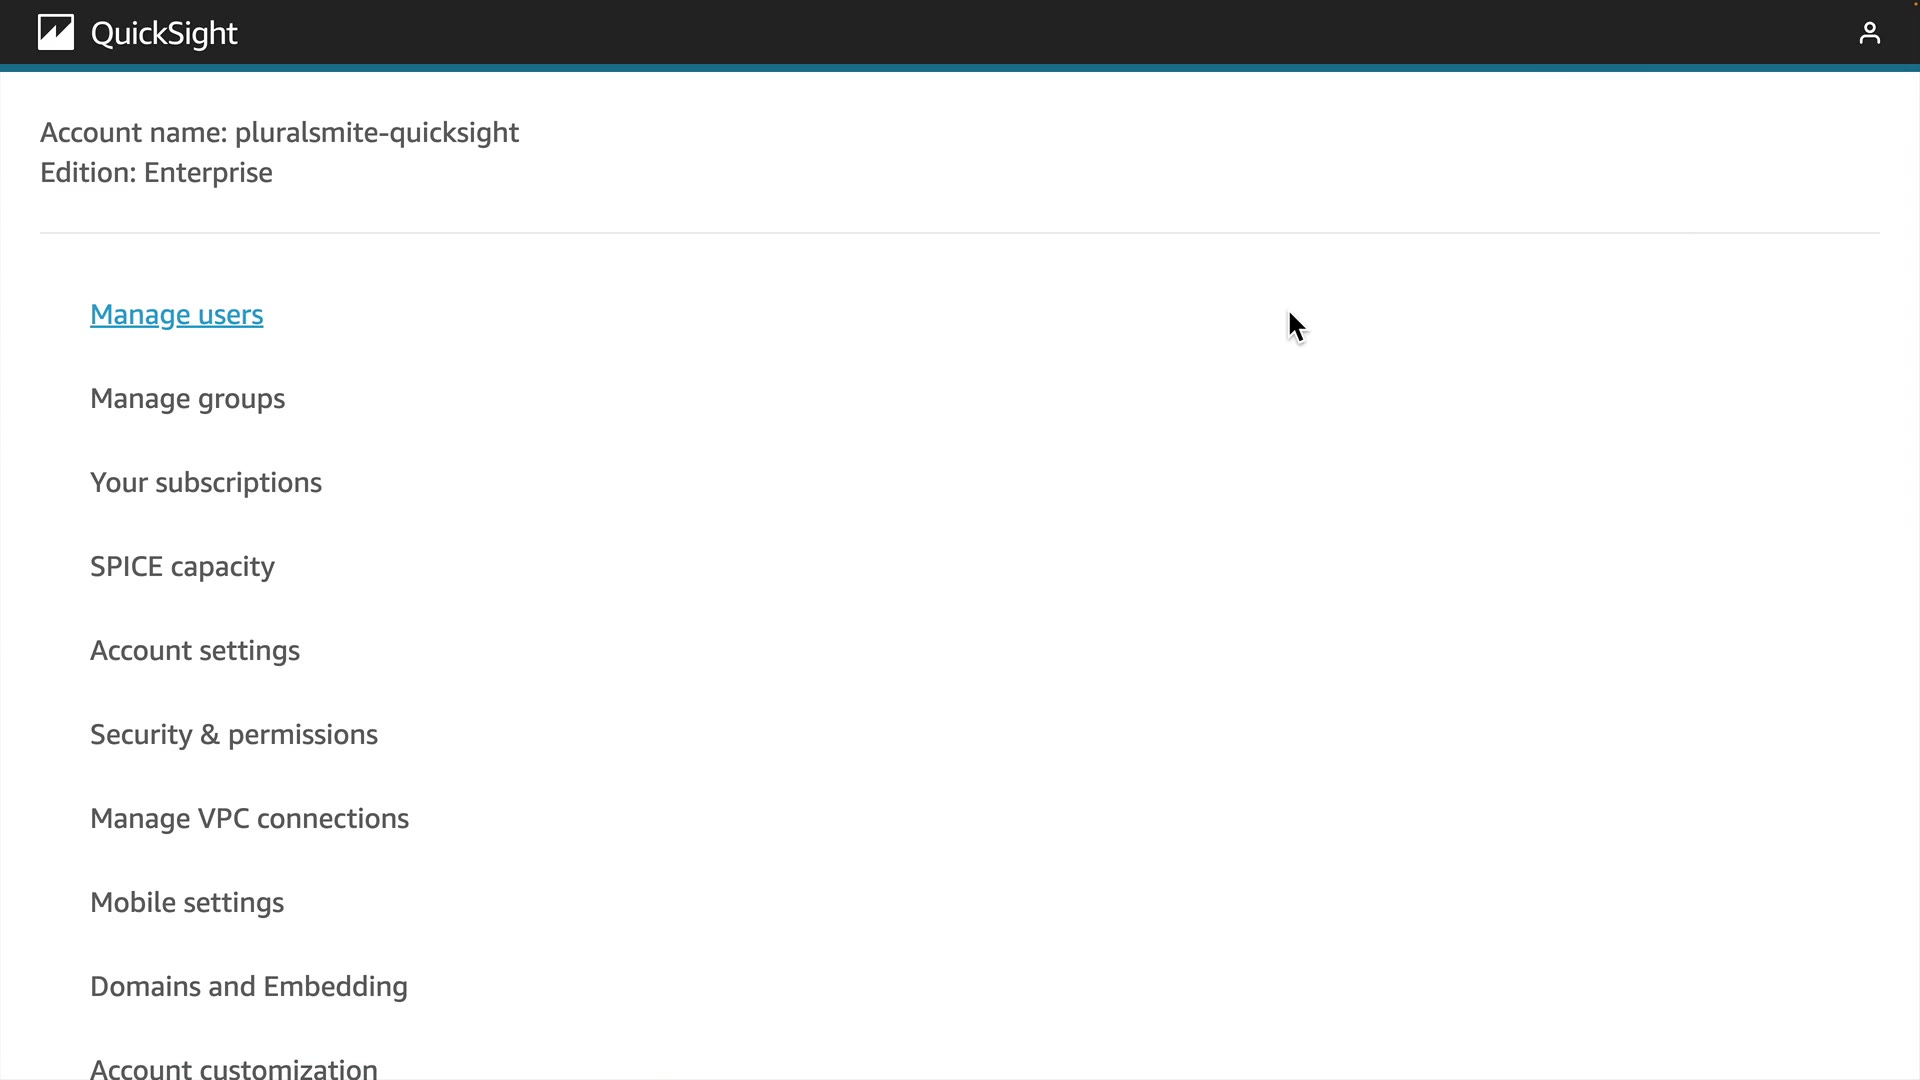 QuickSight
Account name: pluralsmite-quicksight
Edition: Enterprise
Manage users
Manage groups
Your subscriptions
SPICE capacity
Account settings
Security & permissions
Manage VPC connections
Mobile settings
Domains and Embedding
Account customization